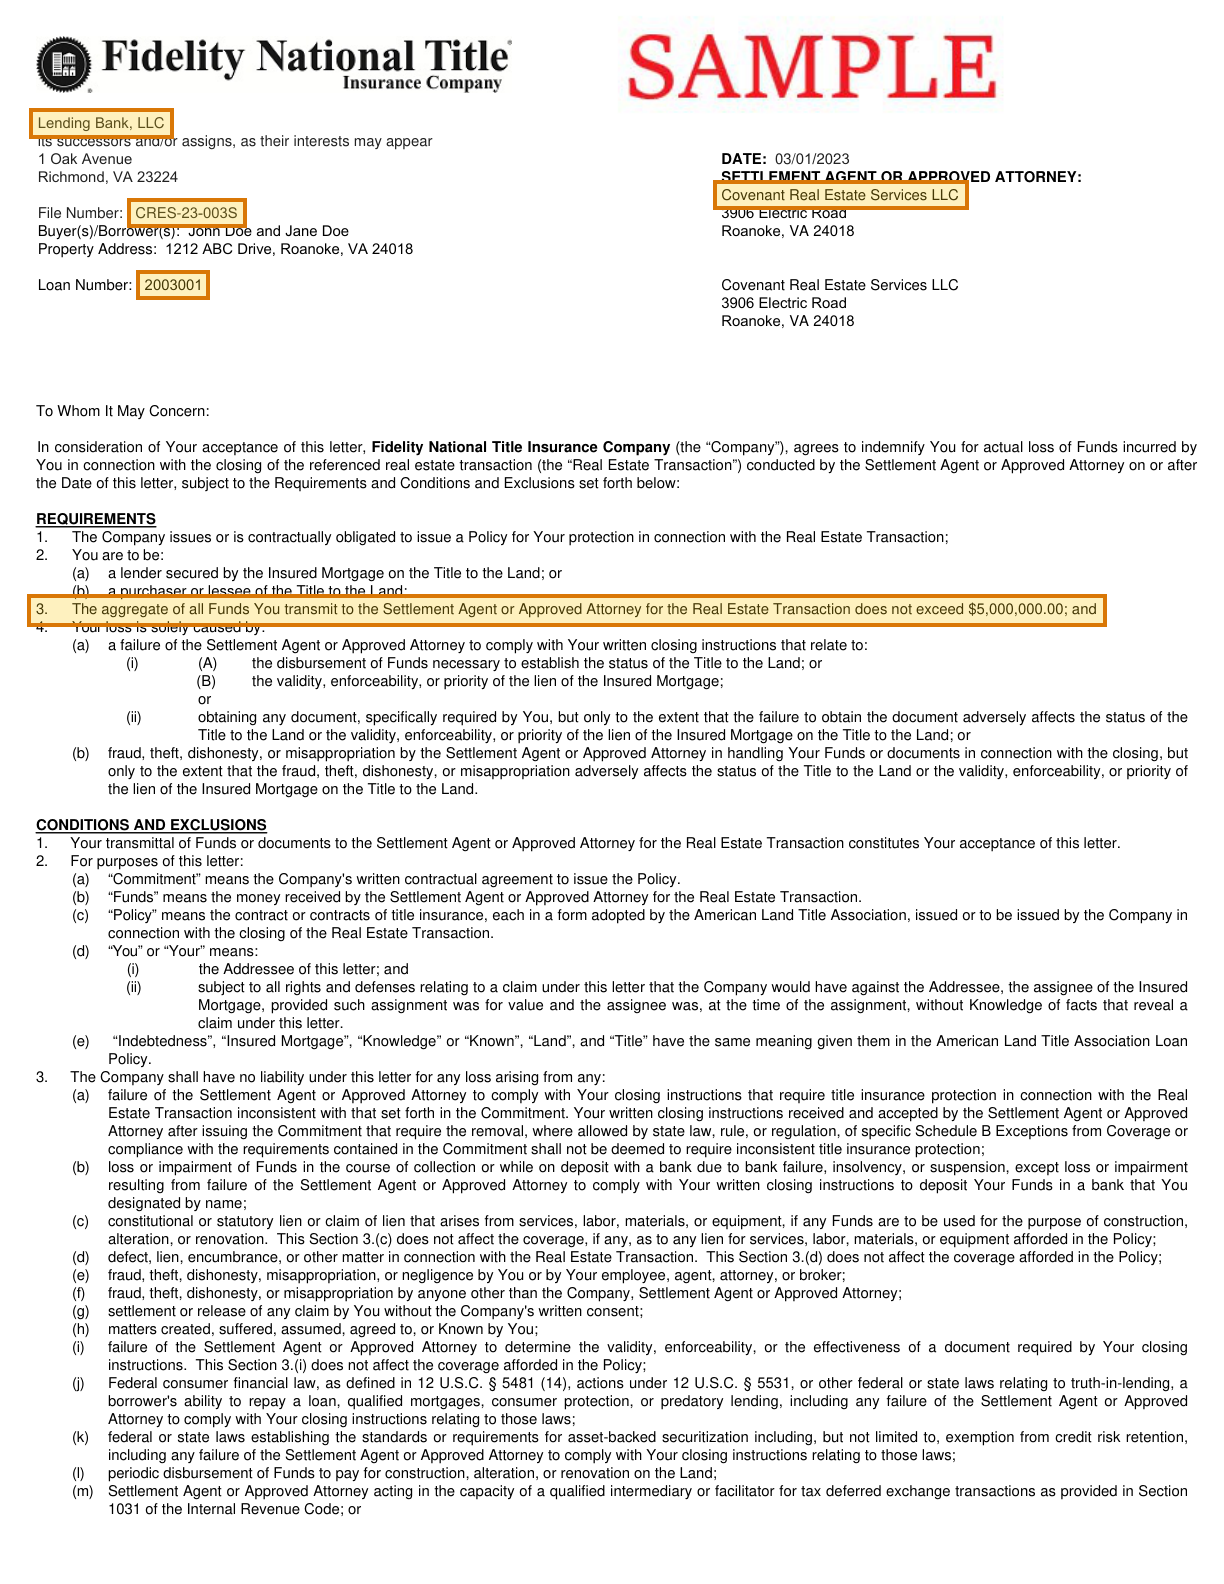 Fidelity National Title
Insurance Company
SAMPLE
Lending Bank, LLC
its successors and/or assigns, as their interests may appear
1 Oak Avenue
Richmond, VA 23224
DATE: 03/01/2023
SETTLEMENT AGENT OR APPROVED ATTORNEY:
Covenant Real Estate Services LLC
3906 Electric Road
Roanoke, VA 24018
File Number: CRES-23-003S
Buyer(s)/Borrower(s): John Doe and Jane Doe
Property Address: 1212 ABC Drive, Roanoke, VA 24018
Loan Number: 2003001
Covenant Real Estate Services LLC
3906 Electric Road
Roanoke, VA 24018
To Whom It May Concern:
In consideration of Your acceptance of this letter, Fidelity National Title Insurance Company (the “Company”), agrees to indemnify You for actual loss of Funds incurred by
You in connection with the closing of the referenced real estate transaction (the “Real Estate Transaction”) conducted by the Settlement Agent or Approved Attorney on or after
the Date of this letter, subject to the Requirements and Conditions and Exclusions set forth below:
REQUIREMENTS
1. The Company issues or is contractually obligated to issue a Policy for Your protection in connection with the Real Estate Transaction;
2. You are to be:
(a) a lender secured by the Insured Mortgage on the Title to the Land; or
(b) a purchaser or lessee of the Title to the Land;
3. The aggregate of all Funds You transmit to the Settlement Agent or Approved Attorney for the Real Estate Transaction does not exceed $5,000,000.00; and
4. Your loss is solely caused by:
(a) a failure of the Settlement Agent or Approved Attorney to comply with Your written closing instructions that relate to:
(i) (A) the disbursement of Funds necessary to establish the status of the Title to the Land; or
(B) the validity, enforceability, or priority of the lien of the Insured Mortgage;
or
(ii) obtaining any document, specifically required by You, but only to the extent that the failure to obtain the document adversely affects the status of the
Title to the Land or the validity, enforceability, or priority of the lien of the Insured Mortgage on the Title to the Land; or
(b) fraud, theft, dishonesty, or misappropriation by the Settlement Agent or Approved Attorney in handling Your Funds or documents in connection with the closing, but
only to the extent that the fraud, theft, dishonesty, or misappropriation adversely affects the status of the Title to the Land or the validity, enforceability, or priority of
the lien of the Insured Mortgage on the Title to the Land.
CONDITIONS AND EXCLUSIONS
1. Your transmittal of Funds or documents to the Settlement Agent or Approved Attorney for the Real Estate Transaction constitutes Your acceptance of this letter.
2. For purposes of this letter:
(a) “Commitment” means the Company's written contractual agreement to issue the Policy.
(b) “Funds” means the money received by the Settlement Agent or Approved Attorney for the Real Estate Transaction.
(c) “Policy” means the contract or contracts of title insurance, each in a form adopted by the American Land Title Association, issued or to be issued by the Company in
connection with the closing of the Real Estate Transaction.
(d) “You” or “Your” means:
(i) the Addressee of this letter; and
(ii) subject to all rights and defenses relating to a claim under this letter that the Company would have against the Addressee, the assignee of the Insured
Mortgage, provided such assignment was for value and the assignee was, at the time of the assignment, without Knowledge of facts that reveal a
claim under this letter.
(e) “Indebtedness”, “Insured Mortgage”, “Knowledge” or “Known”, “Land”, and “Title” have the same meaning given them in the American Land Title Association Loan
Policy.
3. The Company shall have no liability under this letter for any loss arising from any:
(a) failure of the Settlement Agent or Approved Attorney to comply with Your closing instructions that require title insurance protection in connection with the Real
Estate Transaction inconsistent with that set forth in the Commitment. Your written closing instructions received and accepted by the Settlement Agent or Approved
Attorney after issuing the Commitment that require the removal, where allowed by state law, rule, or regulation, of specific Schedule B Exceptions from Coverage or
compliance with the requirements contained in the Commitment shall not be deemed to require inconsistent title insurance protection;
(b) loss or impairment of Funds in the course of collection or while on deposit with a bank due to bank failure, insolvency, or suspension, except loss or impairment
resulting from failure of the Settlement Agent or Approved Attorney to comply with Your written closing instructions to deposit Your Funds in a bank that You
designated by name;
(c) constitutional or statutory lien or claim of lien that arises from services, labor, materials, or equipment, if any Funds are to be used for the purpose of construction,
alteration, or renovation. This Section 3.(c) does not affect the coverage, if any, as to any lien for services, labor, materials, or equipment afforded in the Policy;
(d) defect, lien, encumbrance, or other matter in connection with the Real Estate Transaction. This Section 3.(d) does not affect the coverage afforded in the Policy;
(e) fraud, theft, dishonesty, misappropriation, or negligence by You or by Your employee, agent, attorney, or broker;
(f) fraud, theft, dishonesty, or misappropriation by anyone other than the Company, Settlement Agent or Approved Attorney;
(g) settlement or release of any claim by You without the Company's written consent;
(h) matters created, suffered, assumed, agreed to, or Known by You;
(i) failure of the Settlement Agent or Approved Attorney to determine the validity, enforceability, or the effectiveness of a document required by Your closing
instructions. This Section 3.(i) does not affect the coverage afforded in the Policy;
(j) Federal consumer financial law, as defined in 12 U.S.C. § 5481 (14), actions under 12 U.S.C. § 5531, or other federal or state laws relating to truth-in-lending, a
borrower's ability to repay a loan, qualified mortgages, consumer protection, or predatory lending, including any failure of the Settlement Agent or Approved
Attorney to comply with Your closing instructions relating to those laws;
(k) federal or state laws establishing the standards or requirements for asset-backed securitization including, but not limited to, exemption from credit risk retention,
including any failure of the Settlement Agent or Approved Attorney to comply with Your closing instructions relating to those laws;
(l) periodic disbursement of Funds to pay for construction, alteration, or renovation on the Land;
(m) Settlement Agent or Approved Attorney acting in the capacity of a qualified intermediary or facilitator for tax deferred exchange transactions as provided in Section
1031 of the Internal Revenue Code; or